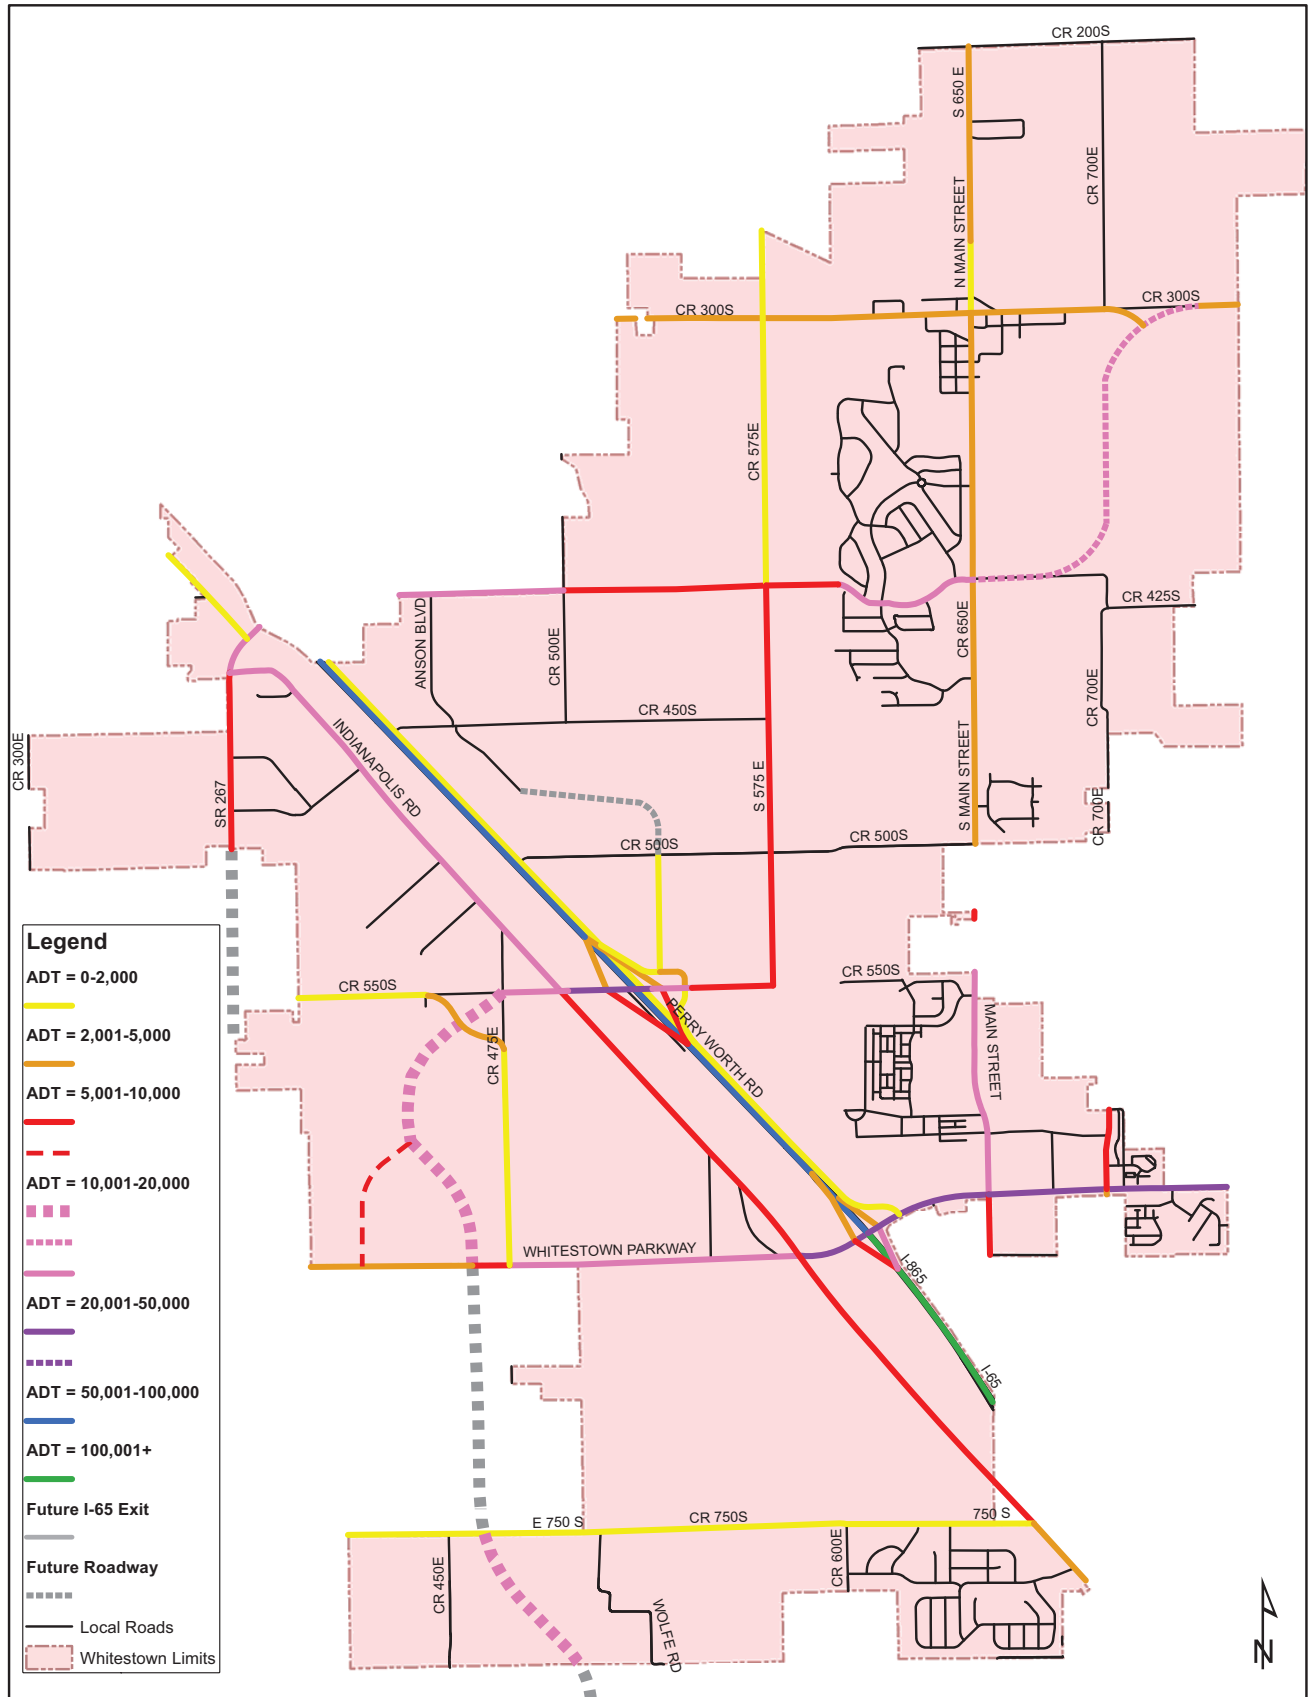 CR 200S
S 650 E
CR 700E
N MAIN STREET
CR 300S
CR 300S
CR 575E
CR 425S
ANSON BLVD
CR 500E
CR 650E
CR 700E
CR 450S
INDIANAPOLIS RD
CR 300E
SR 267
S 575 E
S MAIN STREET
CR 700E
CR 500S
CR 500S
CR 550S
CR 550S
PERRY WORTH RD
MAIN STREET
CR 475E
WHITESTOWN PARKWAY
I-865
I-65
E 750 S
CR 750S
750 S
CR 450E
CR 600E
WOLFE RD
Legend
ADT = 0-2,000
ADT = 2,001-5,000
ADT = 5,001-10,000
ADT = 10,001-20,000
ADT = 20,001-50,000
ADT = 50,001-100,000
ADT = 100,001+
Future I-65 Exit
Future Roadway
Local Roads
Whitestown Limits
N